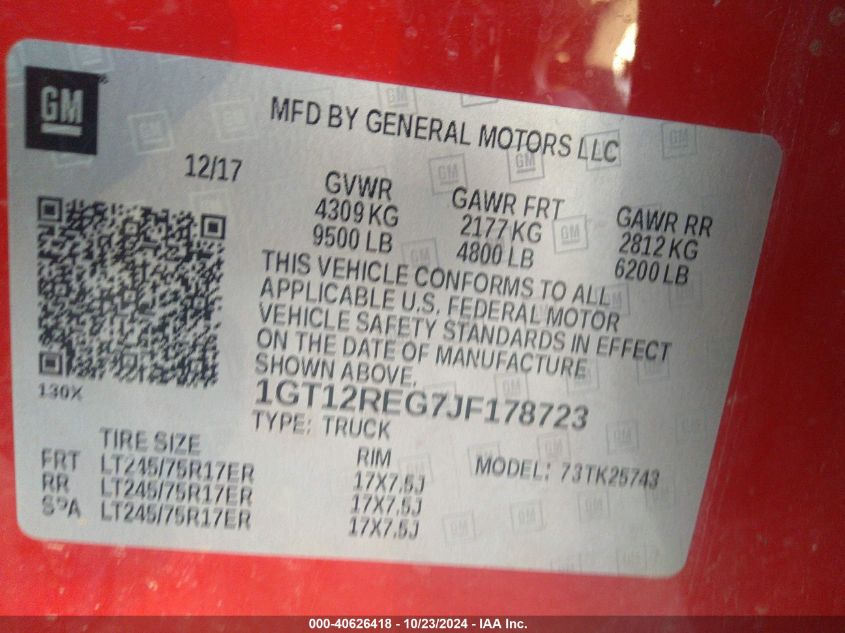 GM
MFD BY GENERAL MOTORS LLC
12/17
GVWR GAWR FRT GAWR RR
4309 KG 2177 KG 2812 KG
9500 LB 4800 LB 6200 LB
THIS VEHICLE CONFORMS TO ALL
APPLICABLE U.S. FEDERAL MOTOR
VEHICLE SAFETY STANDARDS IN EFFECT
ON THE DATE OF MANUFACTURE
SHOWN ABOVE.
130X
1GT12REG7JF178723
TYPE: TRUCK
TIRE SIZE RIM MODEL: 73TK25743
FRT LT245/75R17ER 17X7.5J
RR LT245/75R17ER 17X7.5J
SPA LT245/75R17ER 17X7.5J
000-40626418 - 10/23/2024 - IAA Inc.